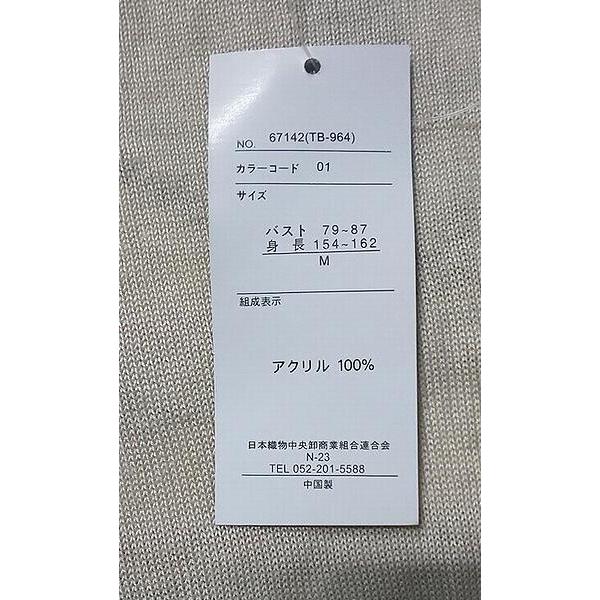 NO. 67142(TB-964)
カラーコード 01
サイズ
バスト 79~87
身長 154~162
M
組成表示
アクリル 100%
日本織物中央卸商業組合連合会
N-23
TEL 052-201-5588
中国製